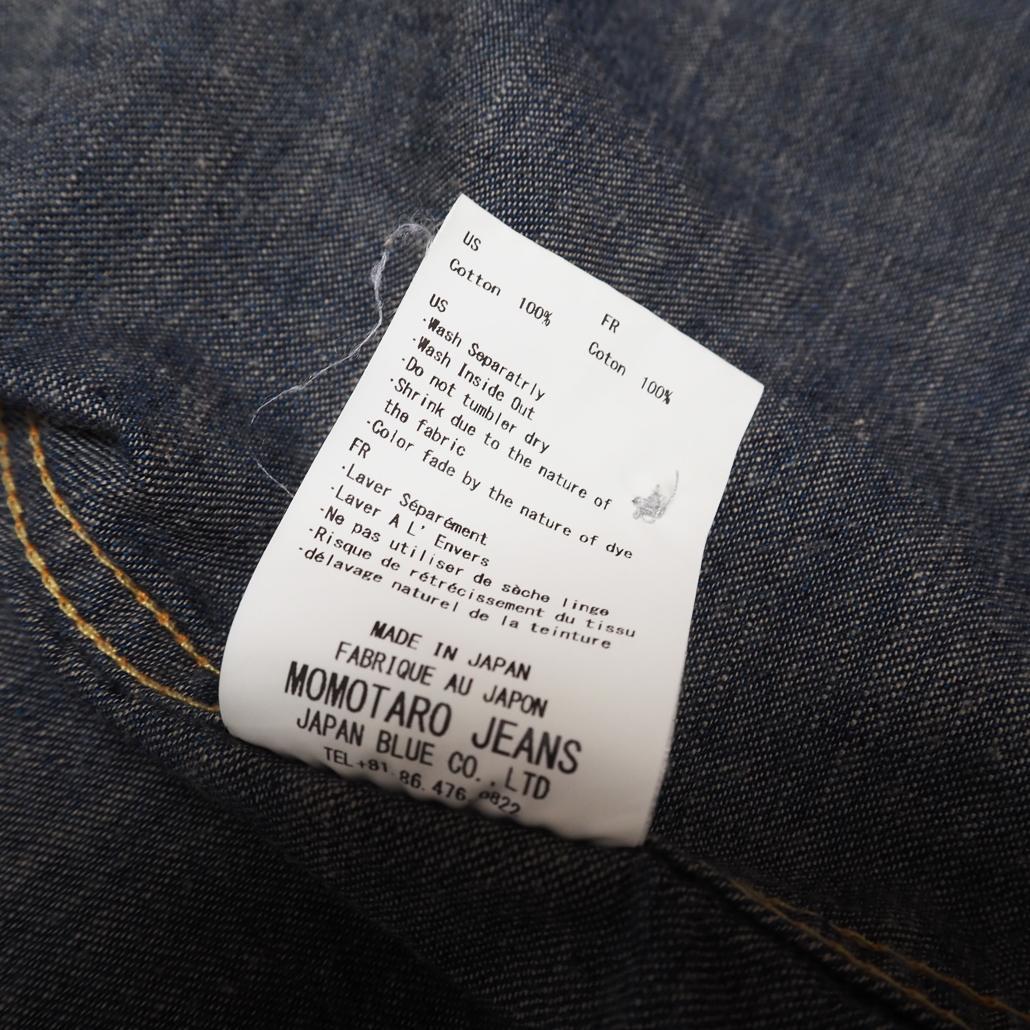 US
Cotton 100%
FR
Coton 100%
US
·Wash Separatrly
·Wash Inside Out
·Do not tumbler dry
·Shrink due to the nature of
the fabric
·Color fade by the nature of dye
FR
·Laver Séparément
·Laver A L' Envers
·Ne pas utiliser de sàche linge
·Risque de rétrécissement du tissu
·délavage naturel de la teinture
MADE IN JAPAN
FABRIQUE AU JAPON
MOMOTARO JEANS
JAPAN BLUE CO.,LTD
TEL+81.86.476.0822